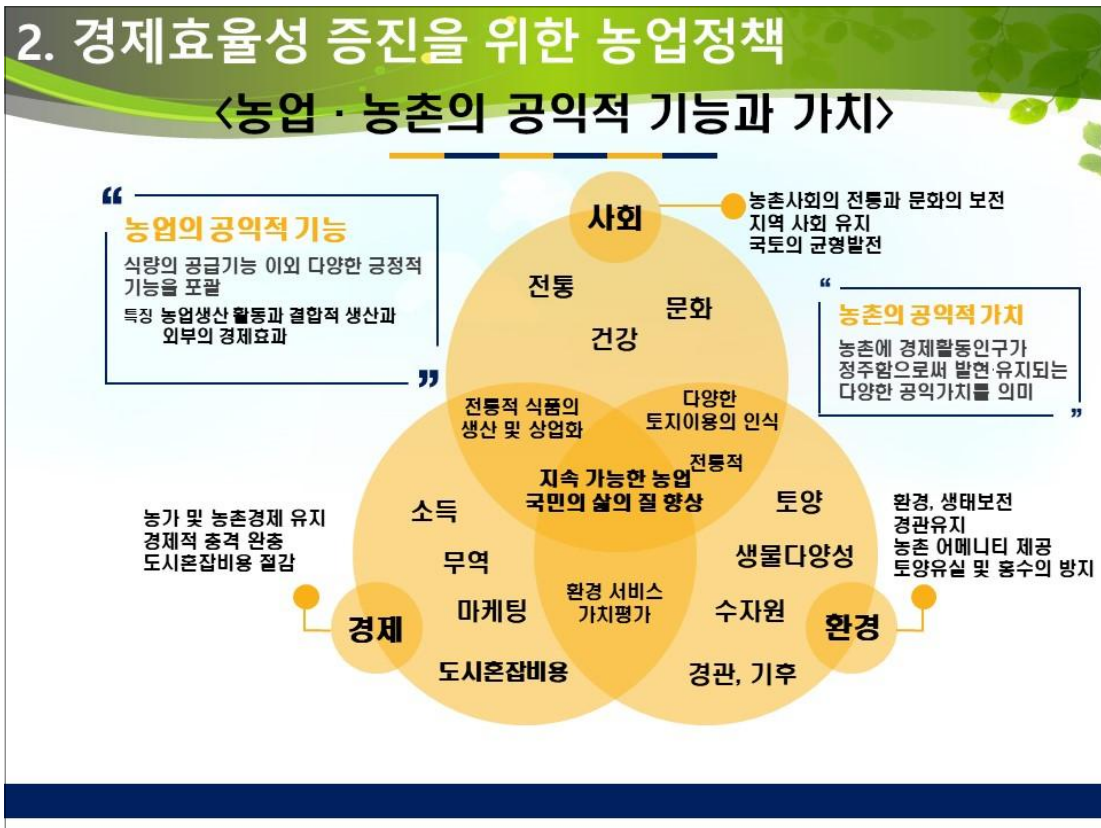 2. 경제효율성 증진을 위한 농업정책
<농업 · 농촌의 공익적 기능과 가치>
“
농업의 공익적 기능
식량의 공급기능 이외 다양한 긍정적
기능을 포괄
특징 농업생산 활동과 결합적 생산과
외부의 경제효과
”
사회
농촌사회의 전통과 문화의 보전
지역 사회 유지
국토의 균형발전
전통
문화
건강
“
농촌의 공익적 가치
농촌에 경제활동인구가
정주함으로써 발현·유지되는
다양한 공익가치를 의미
”
전통적 식품의
생산 및 상업화
다양한
토지이용의 인식
전통적
지속 가능한 농업
국민의 삶의 질 향상
농가 및 농촌경제 유지
경제적 충격 완충
도시혼잡비용 절감
경제
소득
무역
마케팅
도시혼잡비용
환경 서비스
가치평가
토양
생물다양성
수자원
경관, 기후
환경
환경, 생태보전
경관유지
농촌 어메니티 제공
토양유실 및 홍수의 방지